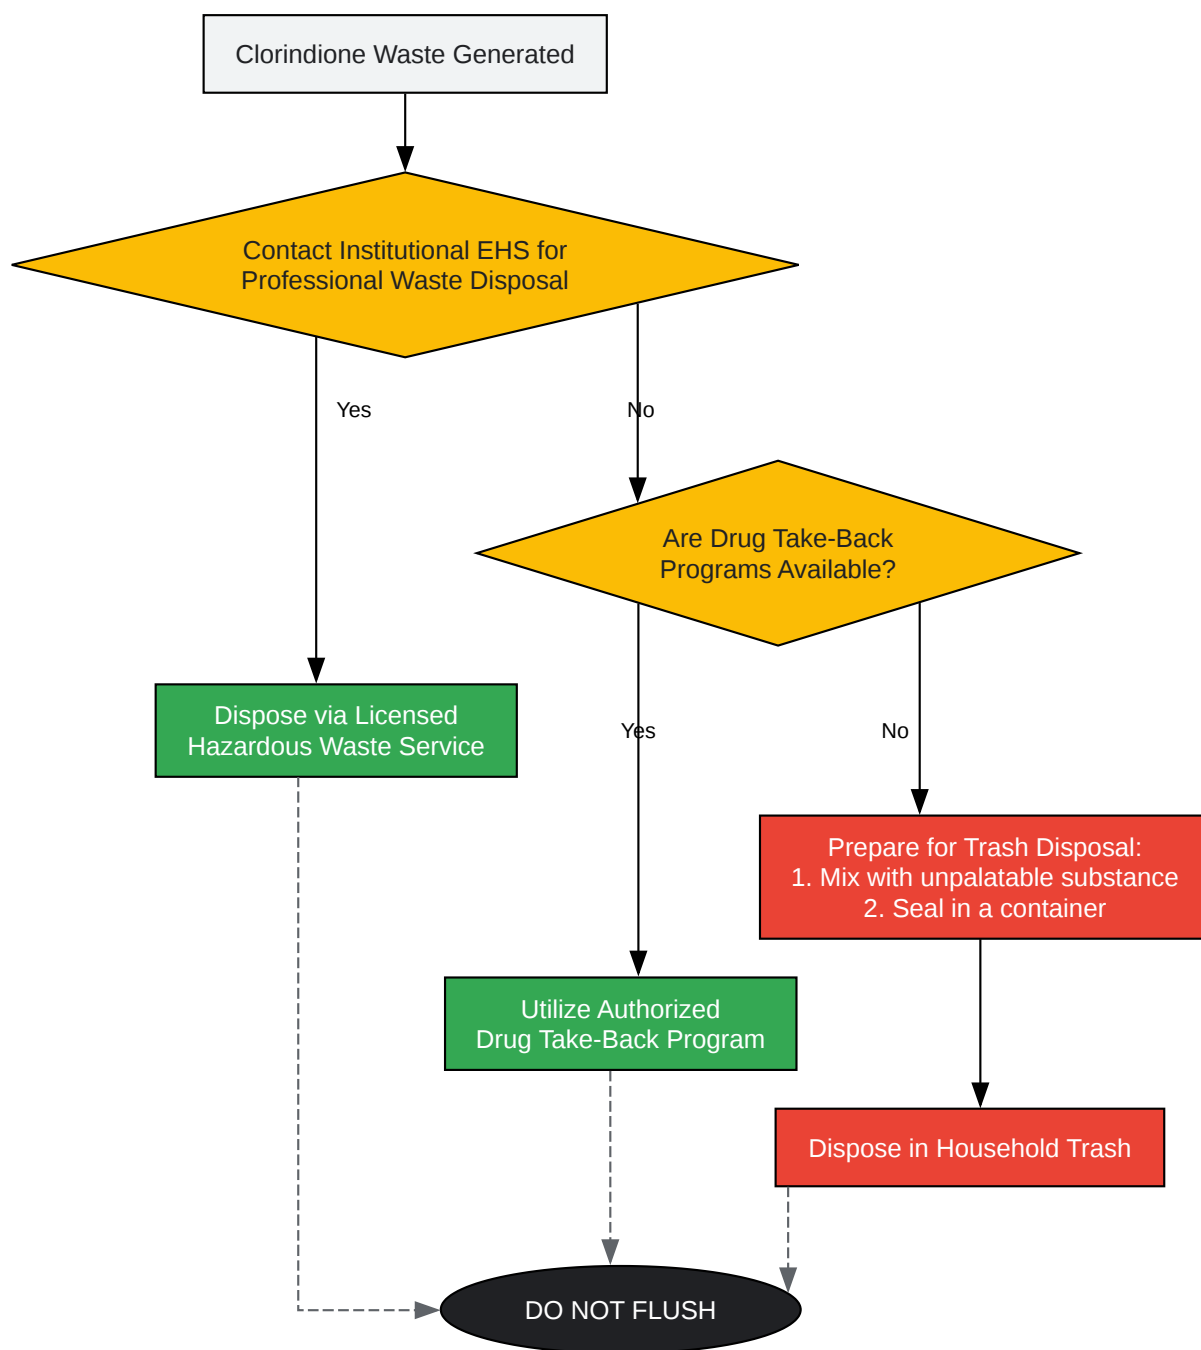 Clorindione Waste Generated
Contact Institutional EHS for
Professional Waste Disposal
Yes
No
Are Drug Take-Back
Programs Available?
Dispose via Licensed
Hazardous Waste Service
Yes
No
Prepare for Trash Disposal:
1. Mix with unpalatable substance
2. Seal in a container
Utilize Authorized
Drug Take-Back Program
Dispose in Household Trash
DO NOT FLUSH